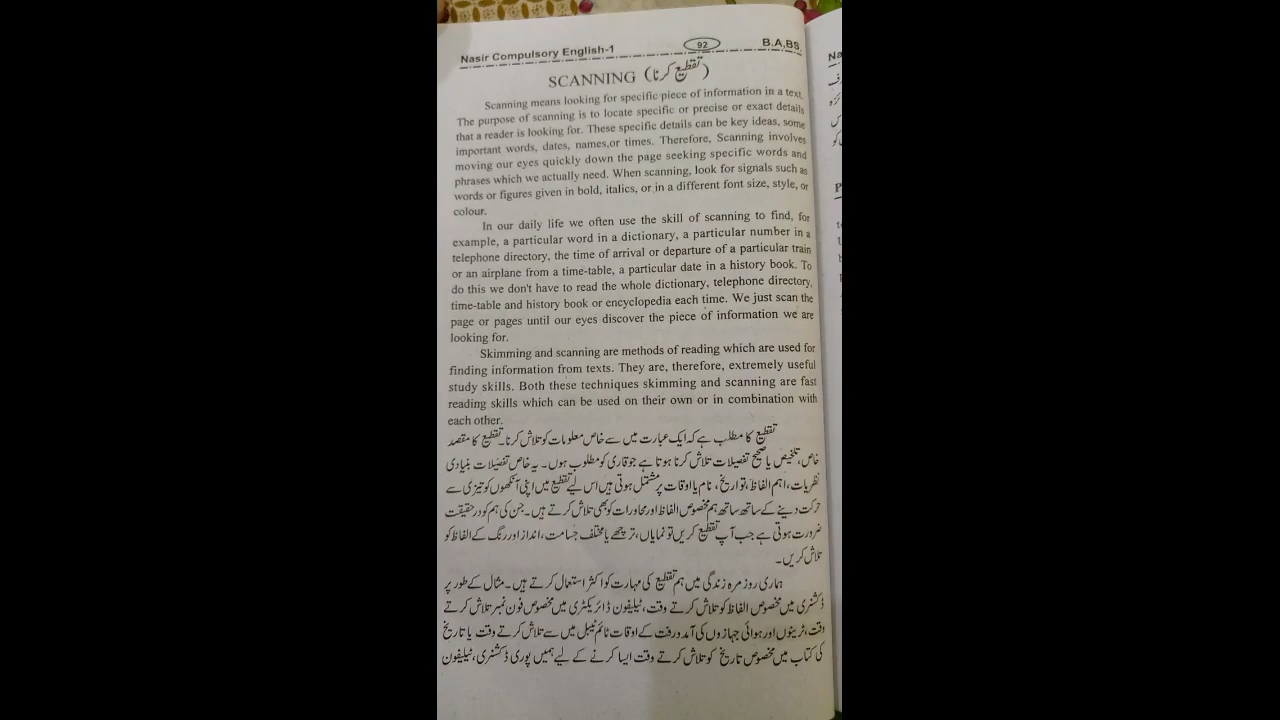 Nasir Compulsory English-1 92 B.A,BS
SCANNING (تقطیع کرنا)
Scanning means looking for specific piece of information in a text.
The purpose of scanning is to locate specific or precise or exact details
that a reader is looking for. These specific details can be key ideas, some
important words, dates, names,or times. Therefore, Scanning involves
moving our eyes quickly down the page seeking specific words and
phrases which we actually need. When scanning, look for signals such as
words or figures given in bold, italics, or in a different font size, style, or
colour.
In our daily life we often use the skill of scanning to find, for
example, a particular word in a dictionary, a particular number in a
telephone directory, the time of arrival or departure of a particular train
or an airplane from a time-table, a particular date in a history book. To
do this we don't have to read the whole dictionary, telephone directory,
time-table and history book or encyclopedia each time. We just scan the
page or pages until our eyes discover the piece of information we are
looking for.
Skimming and scanning are methods of reading which are used for
finding information from texts. They are, therefore, extremely useful
study skills. Both these techniques skimming and scanning are fast
reading skills which can be used on their own or in combination with
each other.
تقطیع کا مطلب ہے کہ ایک عبارت میں سے خاص معلومات کو تلاش کرنا۔ تقطیع کا مقصد
خاص، تلخیص یا صحیح تفصیلات تلاش کرنا ہوتا ہے جو قاری کو مطلوب ہوں۔ یہ خاص تفصیلات بنیادی
نظریات، اہم الفاظ، تواریخ، نام یا اوقات پر مشتمل ہوتی ہیں اس لیے تقطیع میں اپنی آنکھوں کو تیزی سے
حرکت دینے کے ساتھ ساتھ ہم مخصوص الفاظ اور محاورات کو بھی تلاش کرتے ہیں۔ جن کی ہم کو درحقیقت
ضرورت ہوتی ہے جب آپ تقطیع کریں تو نمایاں، ترچھے یا مختلف جسامت، انداز اور رنگ کے الفاظ کو
تلاش کریں۔
ہماری روزمرہ زندگی میں ہم تقطیع کی مہارت کو اکثر استعمال کرتے ہیں۔ مثال کے طور پر
ڈکشنری میں مخصوص الفاظ کو تلاش کرتے وقت، ٹیلیفون ڈائریکٹری میں مخصوص فون نمبر تلاش کرتے
وقت، ٹرینوں اور ہوائی جہازوں کی آمدورفت کے اوقات ٹائم ٹیبل میں سے تلاش کرتے وقت یا تاریخ
کی کتاب میں مخصوص تاریخ کو تلاش کرتے وقت ایسا کرنے کے لیے ہمیں پوری ڈکشنری، ٹیلیفون